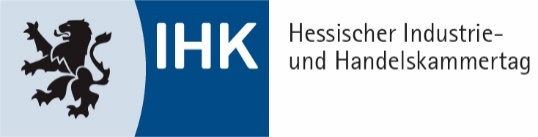 IHK
Hessischer Industrie-
und Handelskammertag